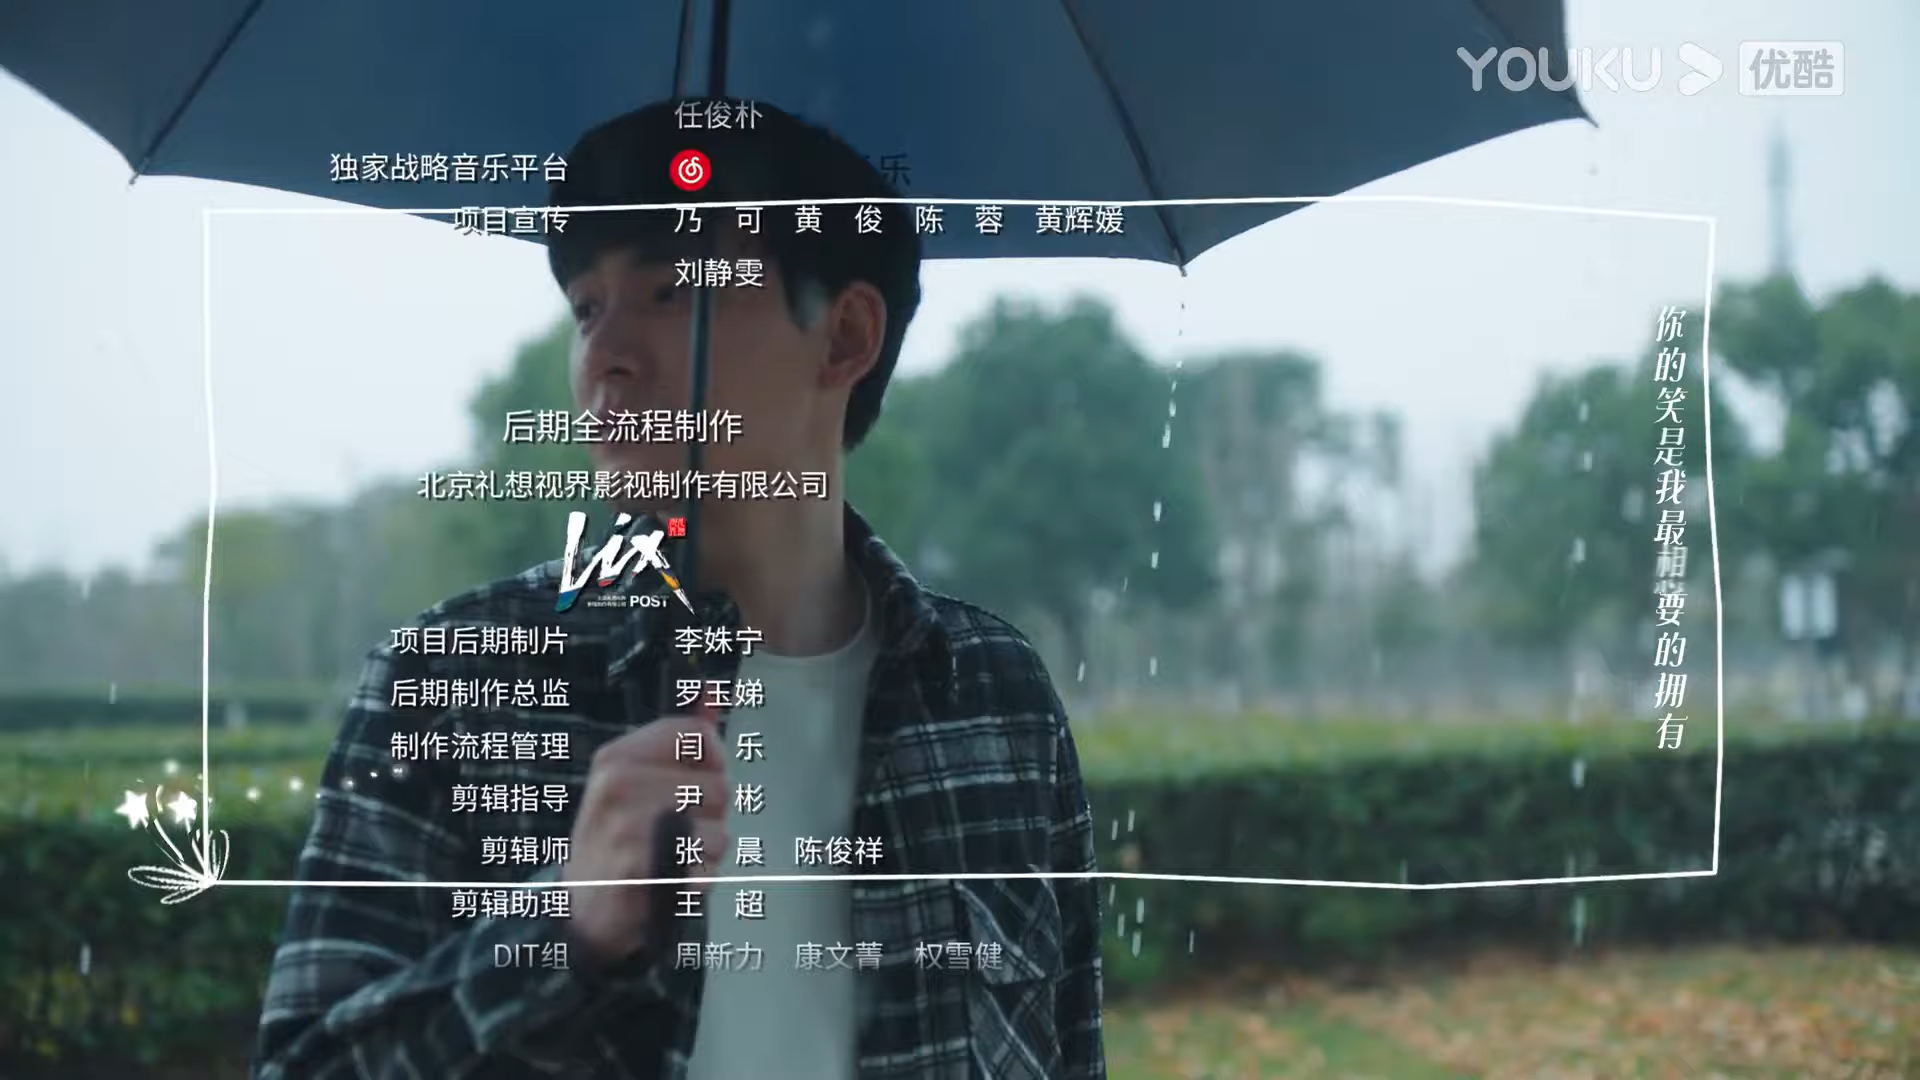 YOUKU 优酷
任俊朴
独家战略音乐平台 乐
项目宣传 乃可 黄俊 陈蓉 黄辉媛
刘静雯
后期全流程制作
北京礼想视界影视制作有限公司
Lix
POST
项目后期制片 李姝宁
后期制作总监 罗玉娣
制作流程管理 闫乐
剪辑指导 尹彬
剪辑师 张晨 陈俊祥
剪辑助理 王超
DIT组 周新力 康文菁 权雪健
你的笑是我最想要的拥有